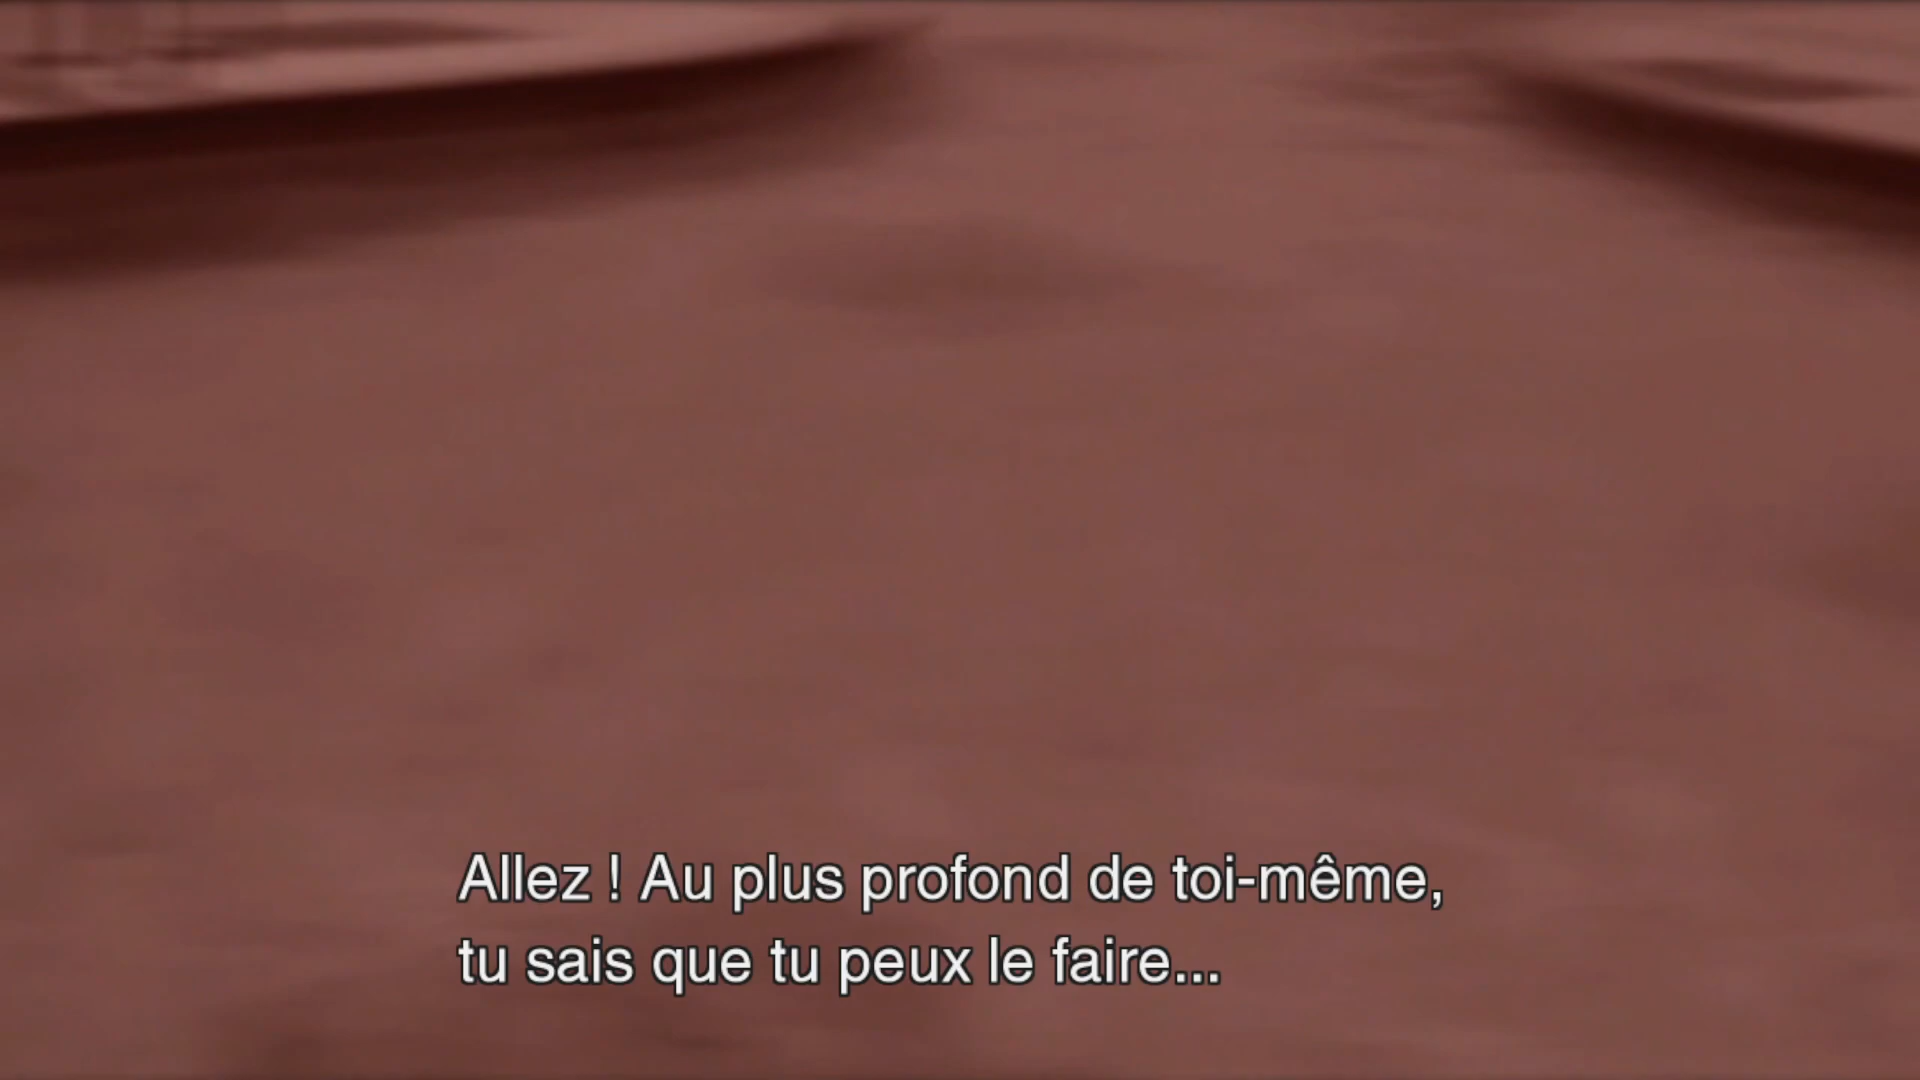 Allez ! Au plus profond de toi-même,
tu sais que tu peux le faire...